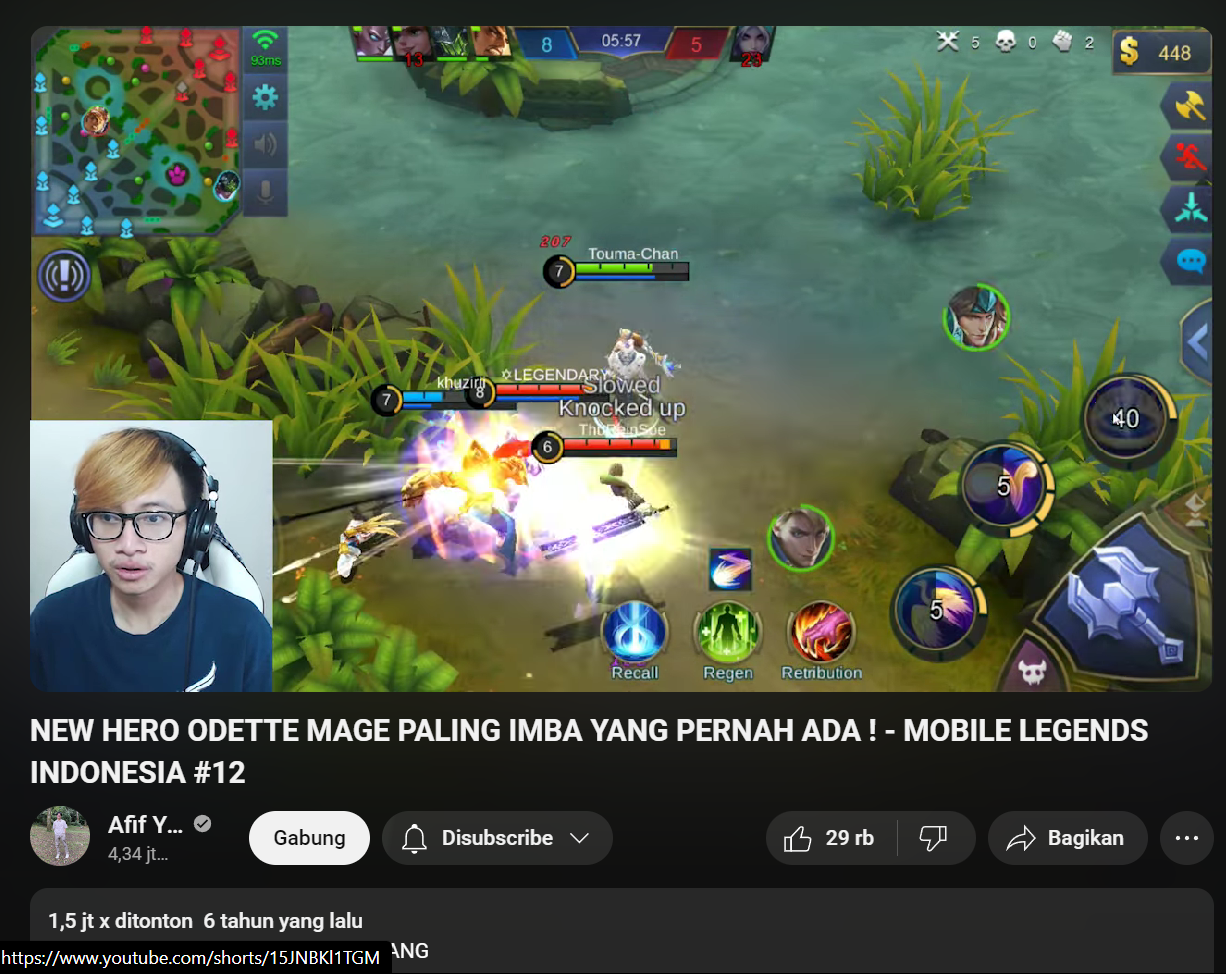 8 05:57 5
5 0 2
448
93ms
13 23
207
Touma-Chan
7
LEGENDARY
khuzirii
7 8
Slowed
Knocked up
6
40
5
5
Recall Regen Retribution
NEW HERO ODETTE MAGE PALING IMBA YANG PERNAH ADA ! - MOBILE LEGENDS
INDONESIA #12
Afif Y...
4,34 jt...
Gabung
Disubscribe
29 rb
Bagikan
1,5 jt x ditonton 6 tahun yang lalu
ANG
https://www.youtube.com/shorts/15JNBKl1TGM